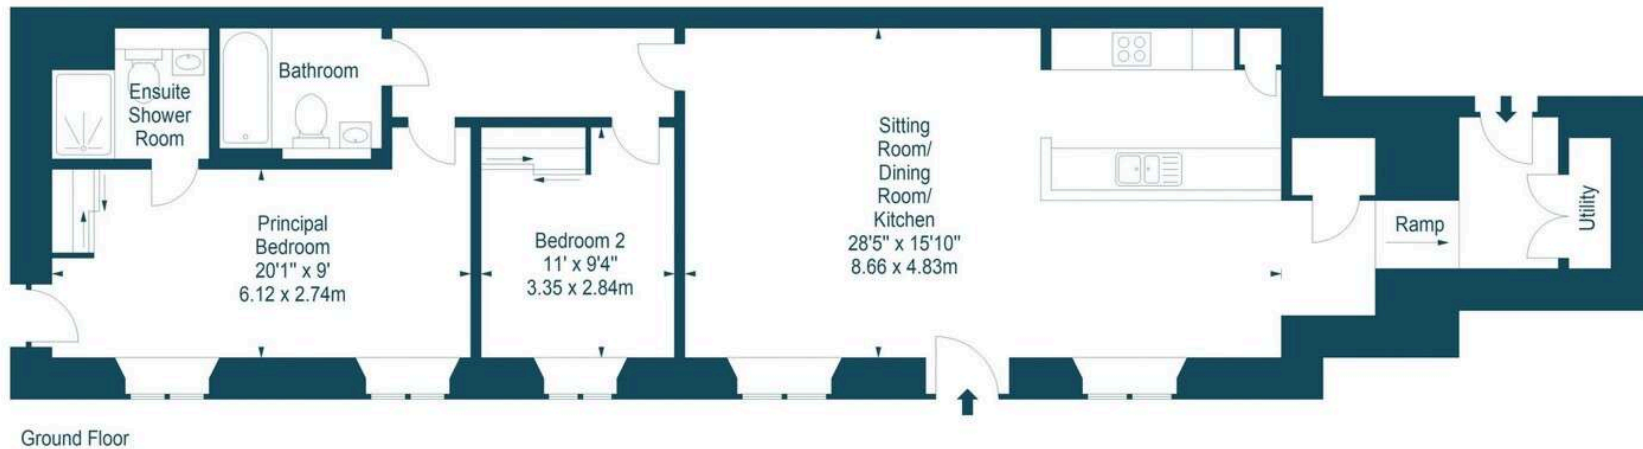 Ensuite
Shower
Room
Bathroom
Principal
Bedroom
20'1" x 9'
6.12 x 2.74m
Bedroom 2
11' x 9'4"
3.35 x 2.84m
Sitting
Room/
Dining
Room/
Kitchen
28'5" x 15'10"
8.66 x 4.83m
Ramp
Utility
Ground Floor